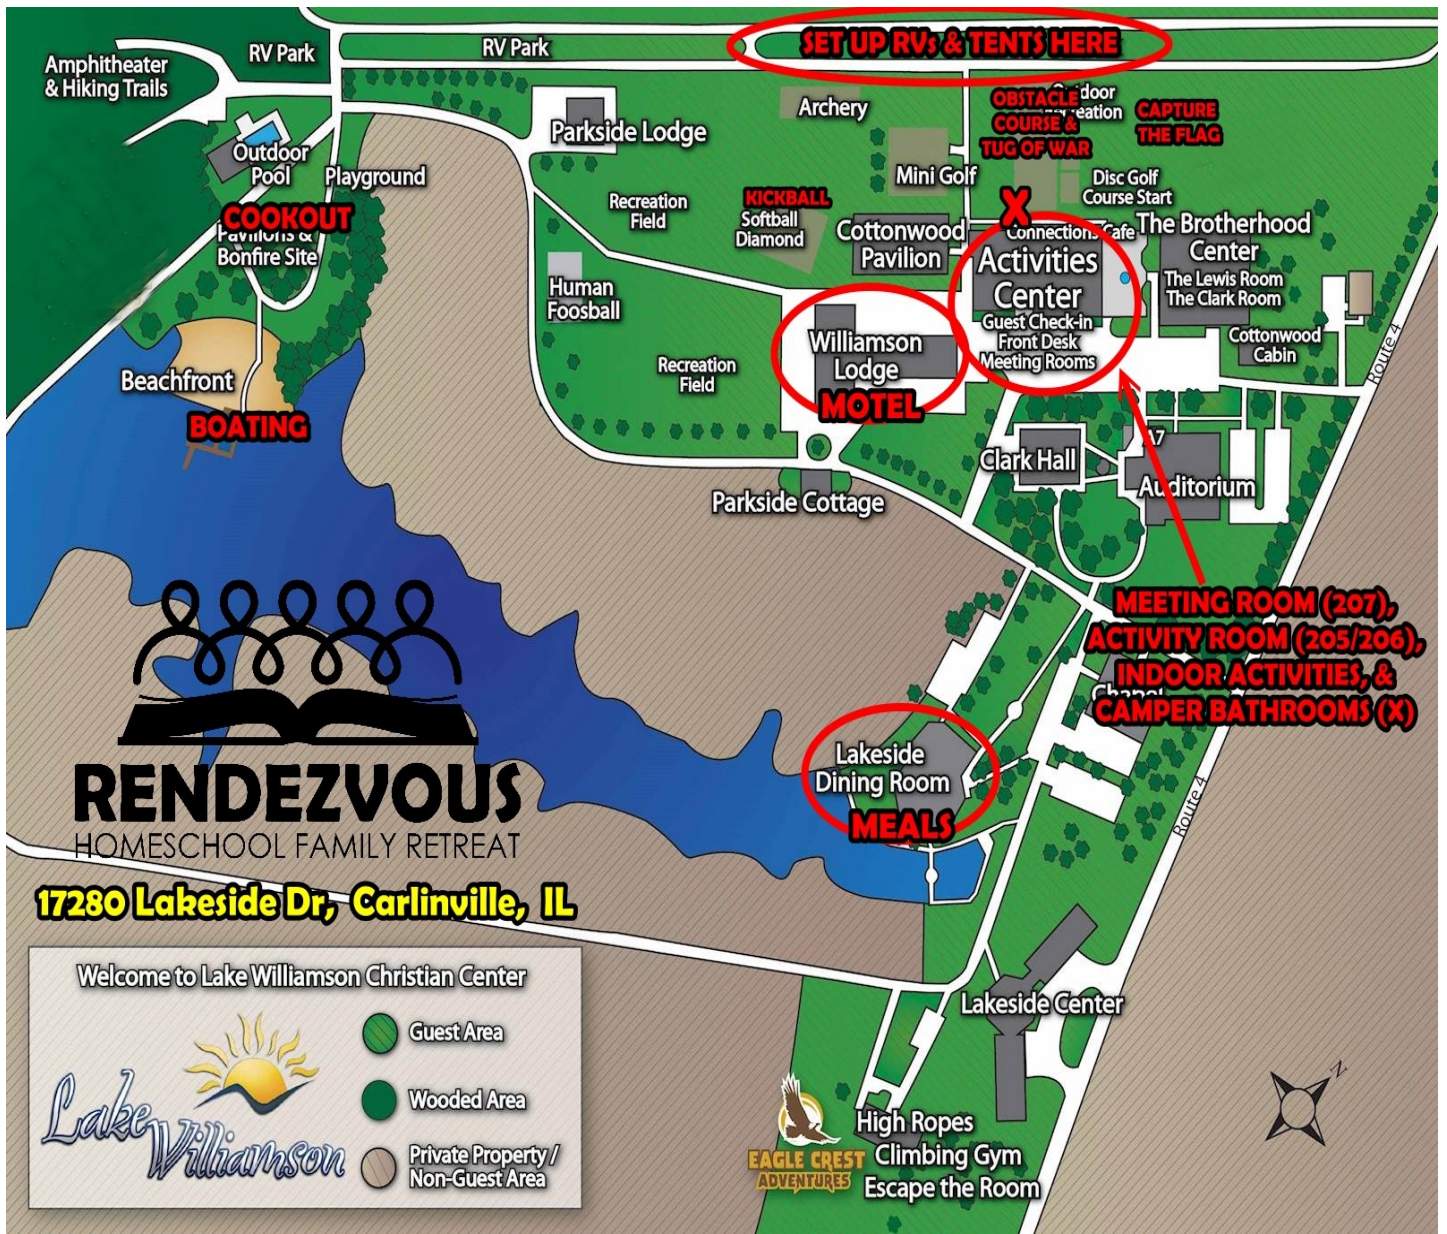 SET UP RVs & TENTS HERE
RV Park
RV Park
Amphitheater
& Hiking Trails
Archery
OBSTACLE
COURSE &
TUG OF WAR
CAPTURE
THE FLAG
Parkside Lodge
Outdoor
Pool
Playground
Mini Golf
Disc Golf
Course Start
Recreation
Field
KICKBALL
Softball
Diamond
X
COOKOUT
Pavilions &
Bonfire Site
Cottonwood
Pavilion
Connections Cafe
Activities
Center
Guest Check-in
Front Desk
Meeting Rooms
The Brotherhood
Center
The Lewis Room
The Clark Room
Human
Foosball
Williamson
Lodge
MOTEL
Cottonwood
Cabin
Route 4
Recreation
Field
Beachfront
BOATING
Clark Hall
A7
Auditorium
Parkside Cottage
MEETING ROOM (207),
ACTIVITY ROOM (205/206),
INDOOR ACTIVITIES, &
CAMPER BATHROOMS (X)
Lakeside
Dining Room
MEALS
Route 4
RENDEZVOUS
HOMESCHOOL FAMILY RETREAT
17280 Lakeside Dr, Carlinville, IL
Welcome to Lake Williamson Christian Center
Lake
Williamson
Guest Area
Wooded Area
Private Property /
Non-Guest Area
Lakeside Center
N
EAGLE CREST
ADVENTURES
High Ropes
Climbing Gym
Escape the Room